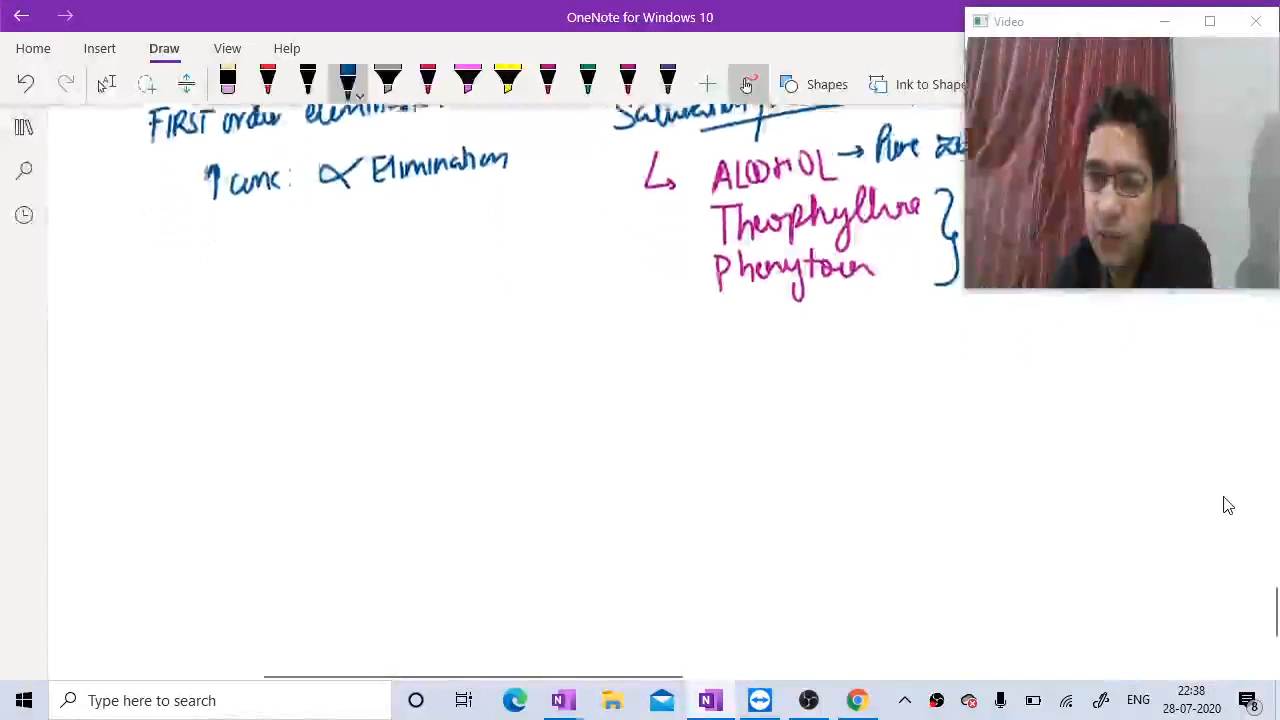 OneNote for Windows 10
Video
Home
Insert
Draw
View
Help
Shapes
Ink to Shape
FIRST order
↑ conc: ∝ Elimination
↳ ALCOHOL → Pure
Theophylline
Phenytoin
Type here to search
ENG
22:38
28-07-2020
8